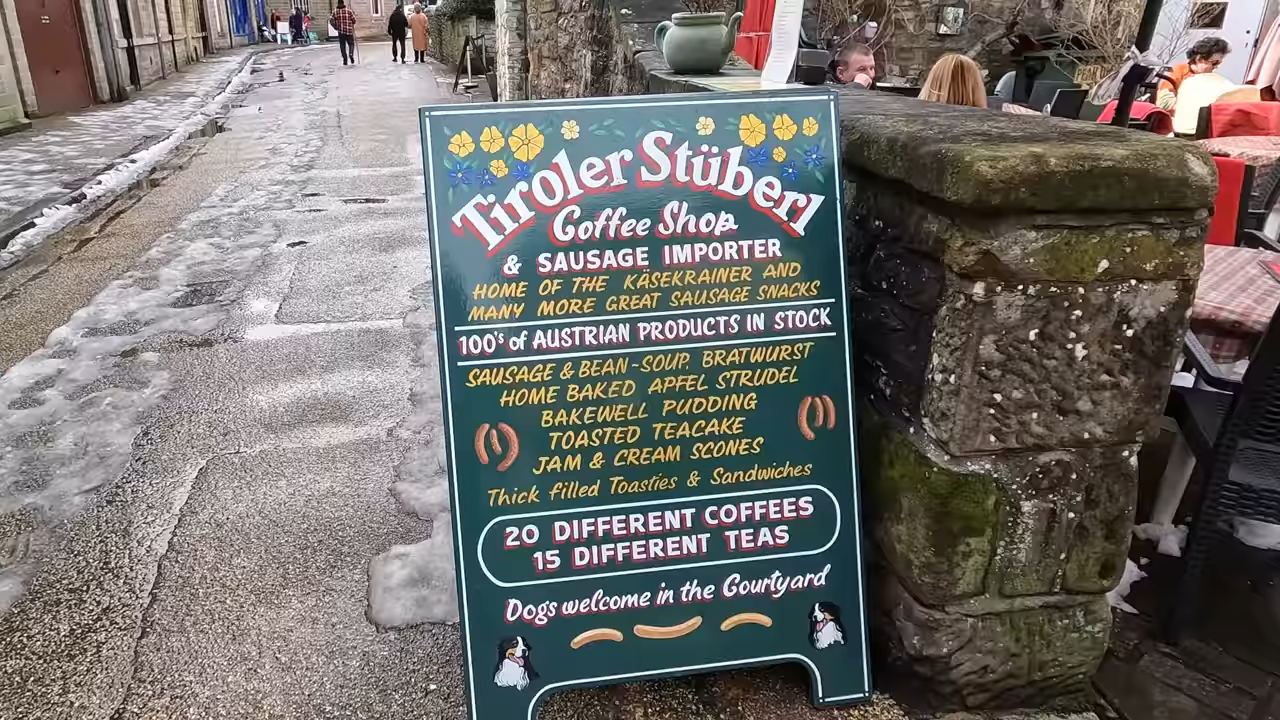 Tiroler Stüberl
Coffee Shop
& SAUSAGE IMPORTER
HOME OF THE KÄSEKRAINER AND
MANY MORE GREAT SAUSAGE SNACKS
100's of AUSTRIAN PRODUCTS IN STOCK
SAUSAGE & BEAN-SOUP, BRATWURST
HOME BAKED APFEL STRUDEL
BAKEWELL PUDDING
TOASTED TEACAKE
JAM & CREAM SCONES
Thick filled Toasties & Sandwiches
20 DIFFERENT COFFEES
15 DIFFERENT TEAS
Dogs welcome in the Courtyard